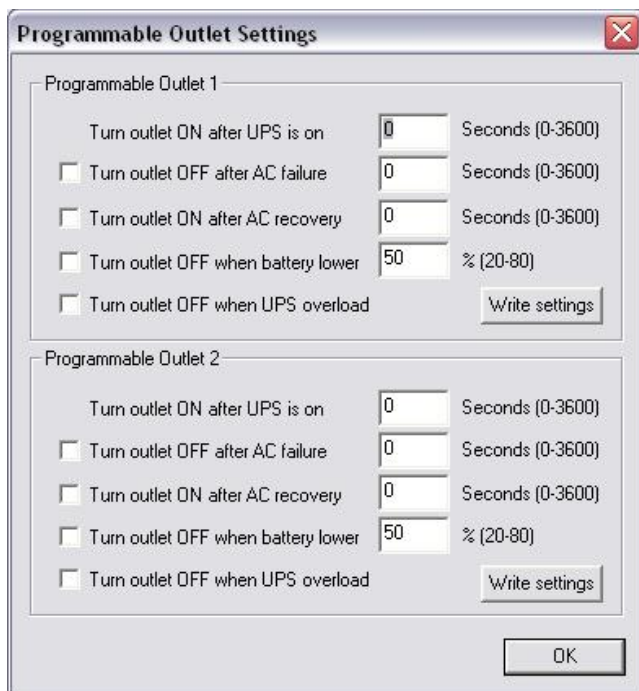 Programmable Outlet Settings
Programmable Outlet 1
Turn outlet ON after UPS is on 0 Seconds (0-3600)
Turn outlet OFF after AC failure 0 Seconds (0-3600)
Turn outlet ON after AC recovery 0 Seconds (0-3600)
Turn outlet OFF when battery lower 50 % (20-80)
Turn outlet OFF when UPS overload Write settings
Programmable Outlet 2
Turn outlet ON after UPS is on 0 Seconds (0-3600)
Turn outlet OFF after AC failure 0 Seconds (0-3600)
Turn outlet ON after AC recovery 0 Seconds (0-3600)
Turn outlet OFF when battery lower 50 % (20-80)
Turn outlet OFF when UPS overload Write settings
OK